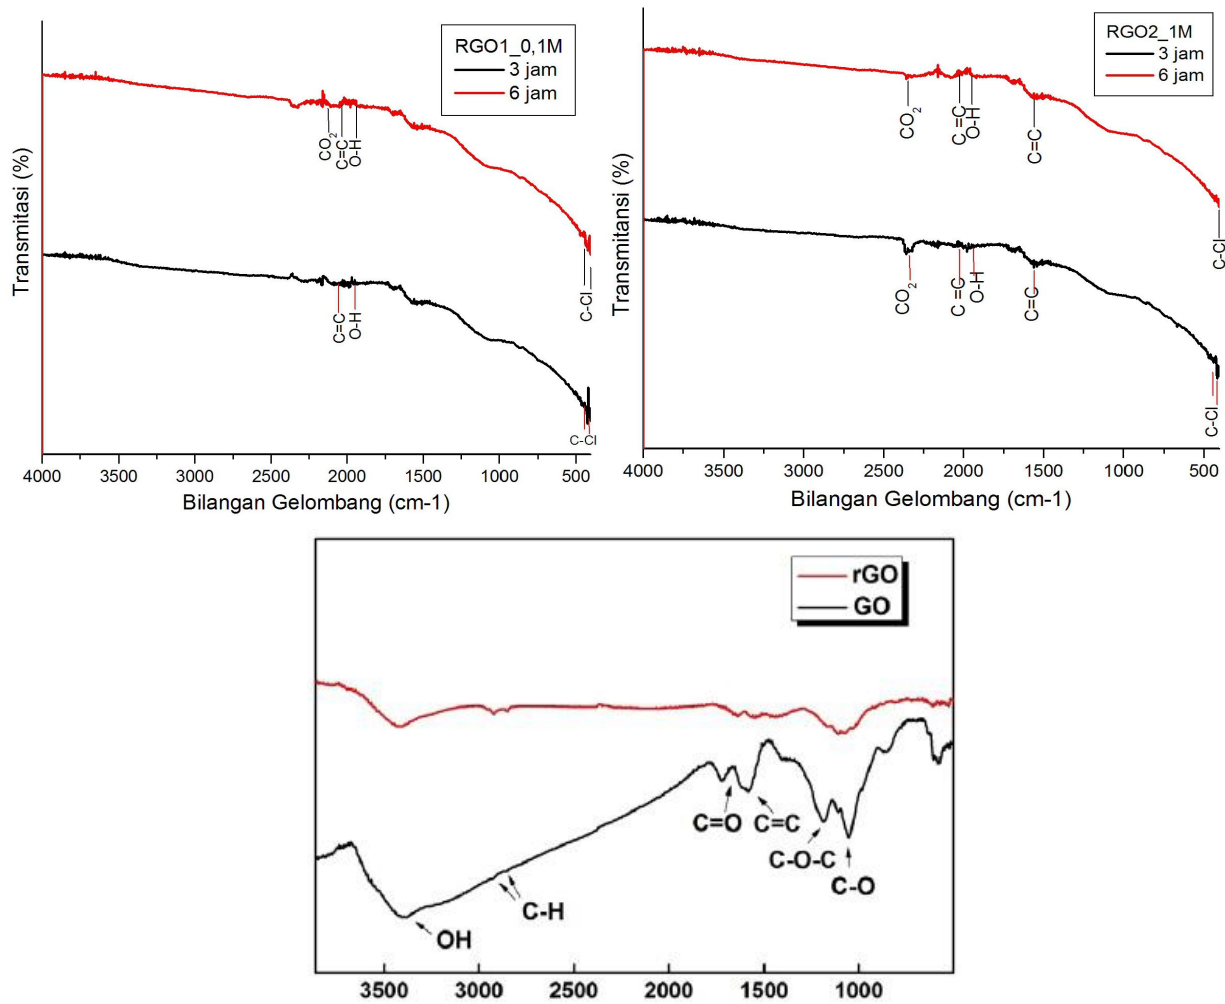 RGO1_0,1M
3 jam
6 jam
Transmitasi (%)
CO2
C=C
O-H
C-Cl
C=C
O-H
C-Cl
4000 3500 3000 2500 2000 1500 1000 500
Bilangan Gelombang (cm-1)
RGO2_1M
3 jam
6 jam
Transmitansi (%)
CO2
C=C
O-H
C=C
C-Cl
CO2
C=C
O-H
C=C
C-Cl
4000 3500 3000 2500 2000 1500 1000 500
Bilangan Gelombang (cm-1)
rGO
GO
C=O
C=C
C-O-C
C-O
C-H
OH
3500 3000 2500 2000 1500 1000